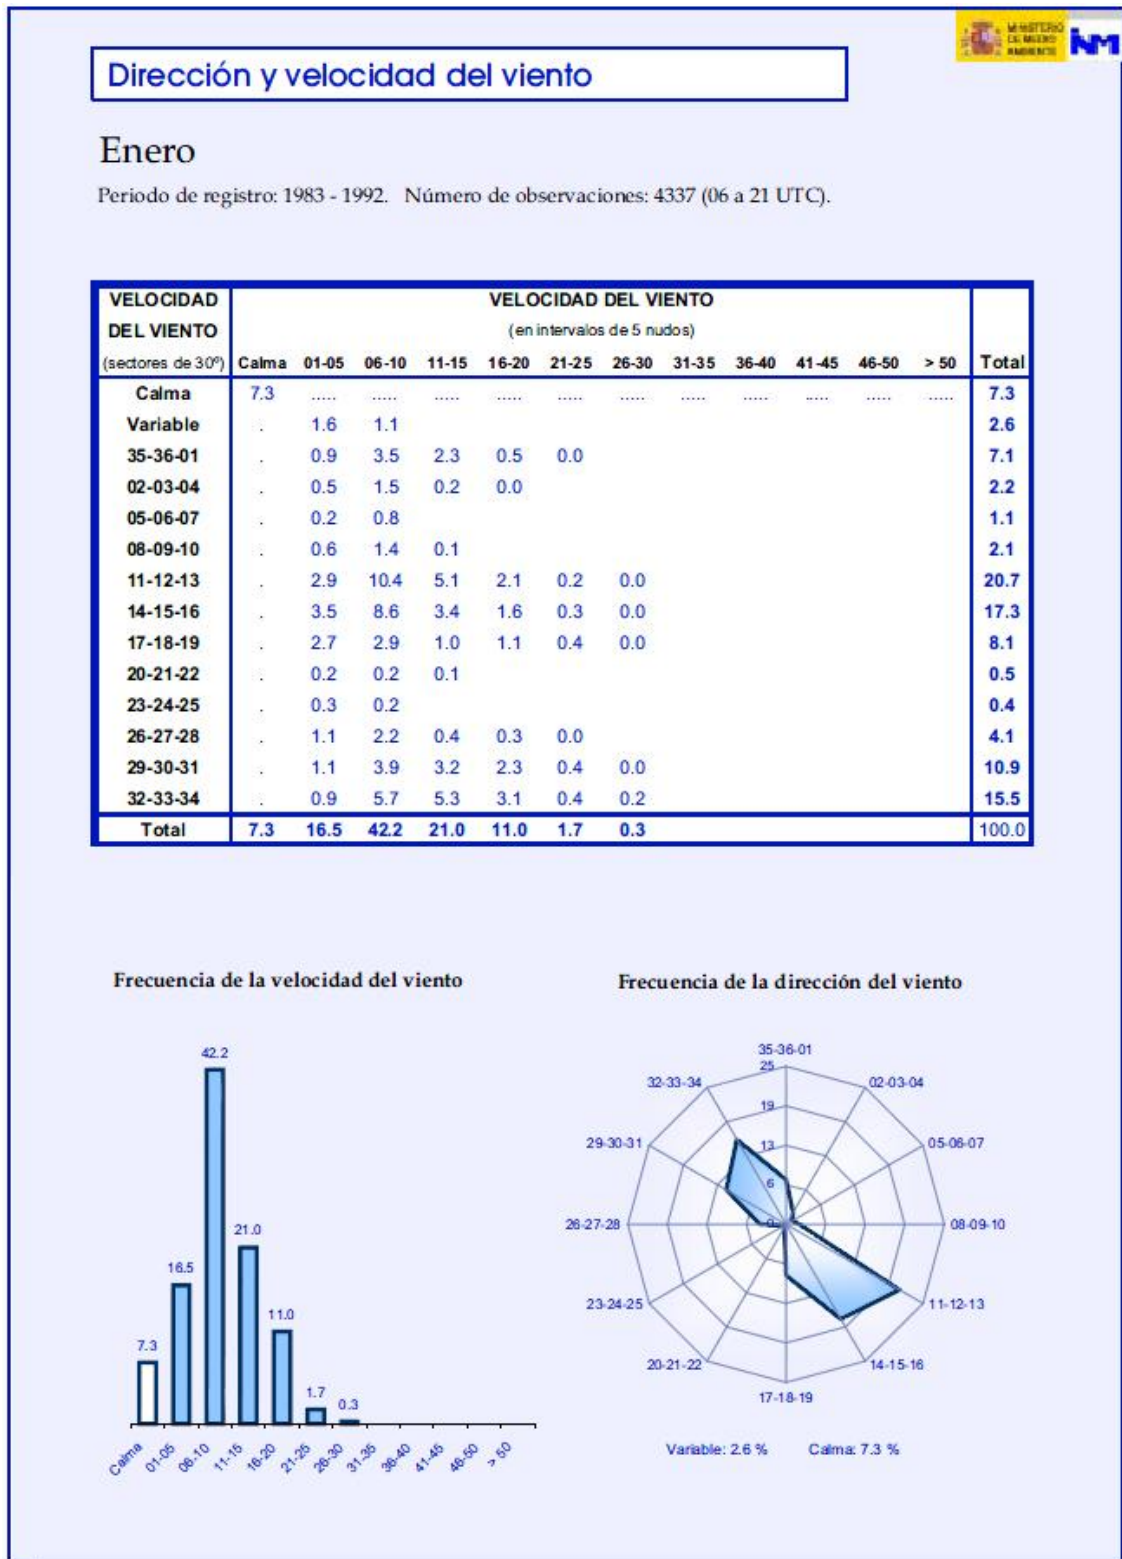 MINISTERIO
DE MEDIO
AMBIENTE
INM
Dirección y velocidad del viento
Enero
Periodo de registro: 1983 - 1992. Número de observaciones: 4337 (06 a 21 UTC).
VELOCIDAD VELOCIDAD DEL VIENTO
DEL VIENTO (en intervalos de 5 nudos)
(sectores de 30º) Calma 01-05 06-10 11-15 16-20 21-25 26-30 31-35 36-40 41-45 46-50 > 50 Total
Calma 7.3 ..... ..... ..... ..... ..... ..... ..... ..... ..... ..... ..... 7.3
Variable . 1.6 1.1 2.6
35-36-01 . 0.9 3.5 2.3 0.5 0.0 7.1
02-03-04 . 0.5 1.5 0.2 0.0 2.2
05-06-07 . 0.2 0.8 1.1
08-09-10 . 0.6 1.4 0.1 2.1
11-12-13 . 2.9 10.4 5.1 2.1 0.2 0.0 20.7
14-15-16 . 3.5 8.6 3.4 1.6 0.3 0.0 17.3
17-18-19 . 2.7 2.9 1.0 1.1 0.4 0.0 8.1
20-21-22 . 0.2 0.2 0.1 0.5
23-24-25 . 0.3 0.2 0.4
26-27-28 . 1.1 2.2 0.4 0.3 0.0 4.1
29-30-31 . 1.1 3.9 3.2 2.3 0.4 0.0 10.9
32-33-34 . 0.9 5.7 5.3 3.1 0.4 0.2 15.5
Total 7.3 16.5 42.2 21.0 11.0 1.7 0.3 100.0
Frecuencia de la velocidad del viento
42.2
21.0
16.5
11.0
7.3
1.7
0.3
Calma 01-05 06-10 11-15 16-20 21-25 26-30 31-35 36-40 41-45 46-50 > 50
Frecuencia de la dirección del viento
35-36-01
25
32-33-34 02-03-04
19
29-30-31 13 05-06-07
6
26-27-28 0 08-09-10
23-24-25 11-12-13
20-21-22 14-15-16
17-18-19
Variable: 2.6 % Calma: 7.3 %